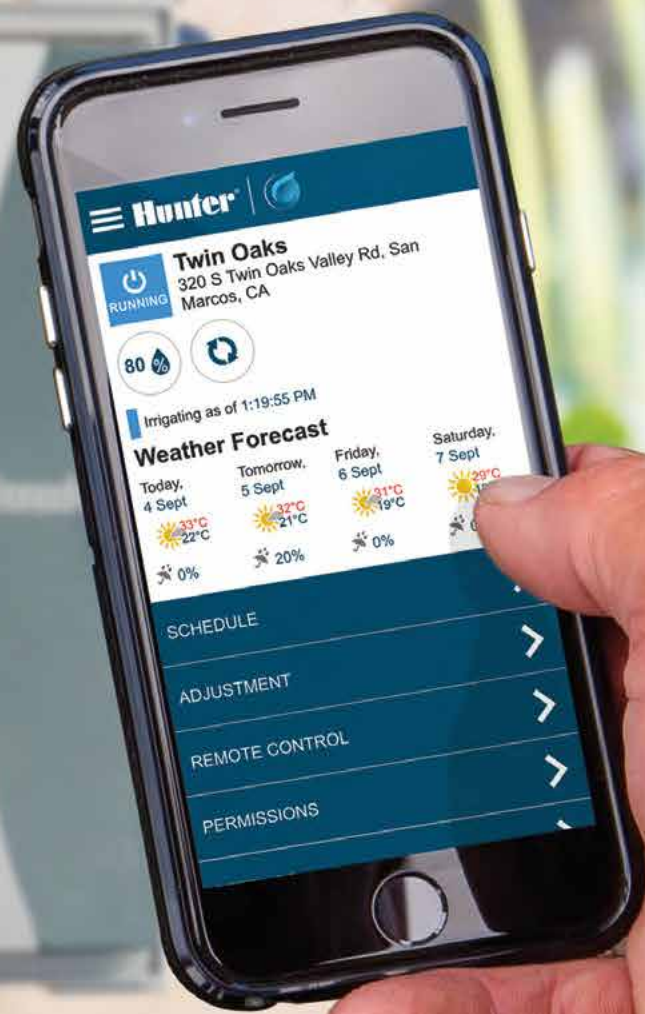 Hunter®
Twin Oaks
320 S Twin Oaks Valley Rd, San
Marcos, CA
RUNNING
80 %
Irrigating as of 1:19:55 PM
Weather Forecast
Today, Tomorrow, Friday, Saturday,
4 Sept 5 Sept 6 Sept 7 Sept
33°C 32°C 31°C 29°C
22°C 21°C 19°C
0% 20% 0%
SCHEDULE
ADJUSTMENT
REMOTE CONTROL
PERMISSIONS